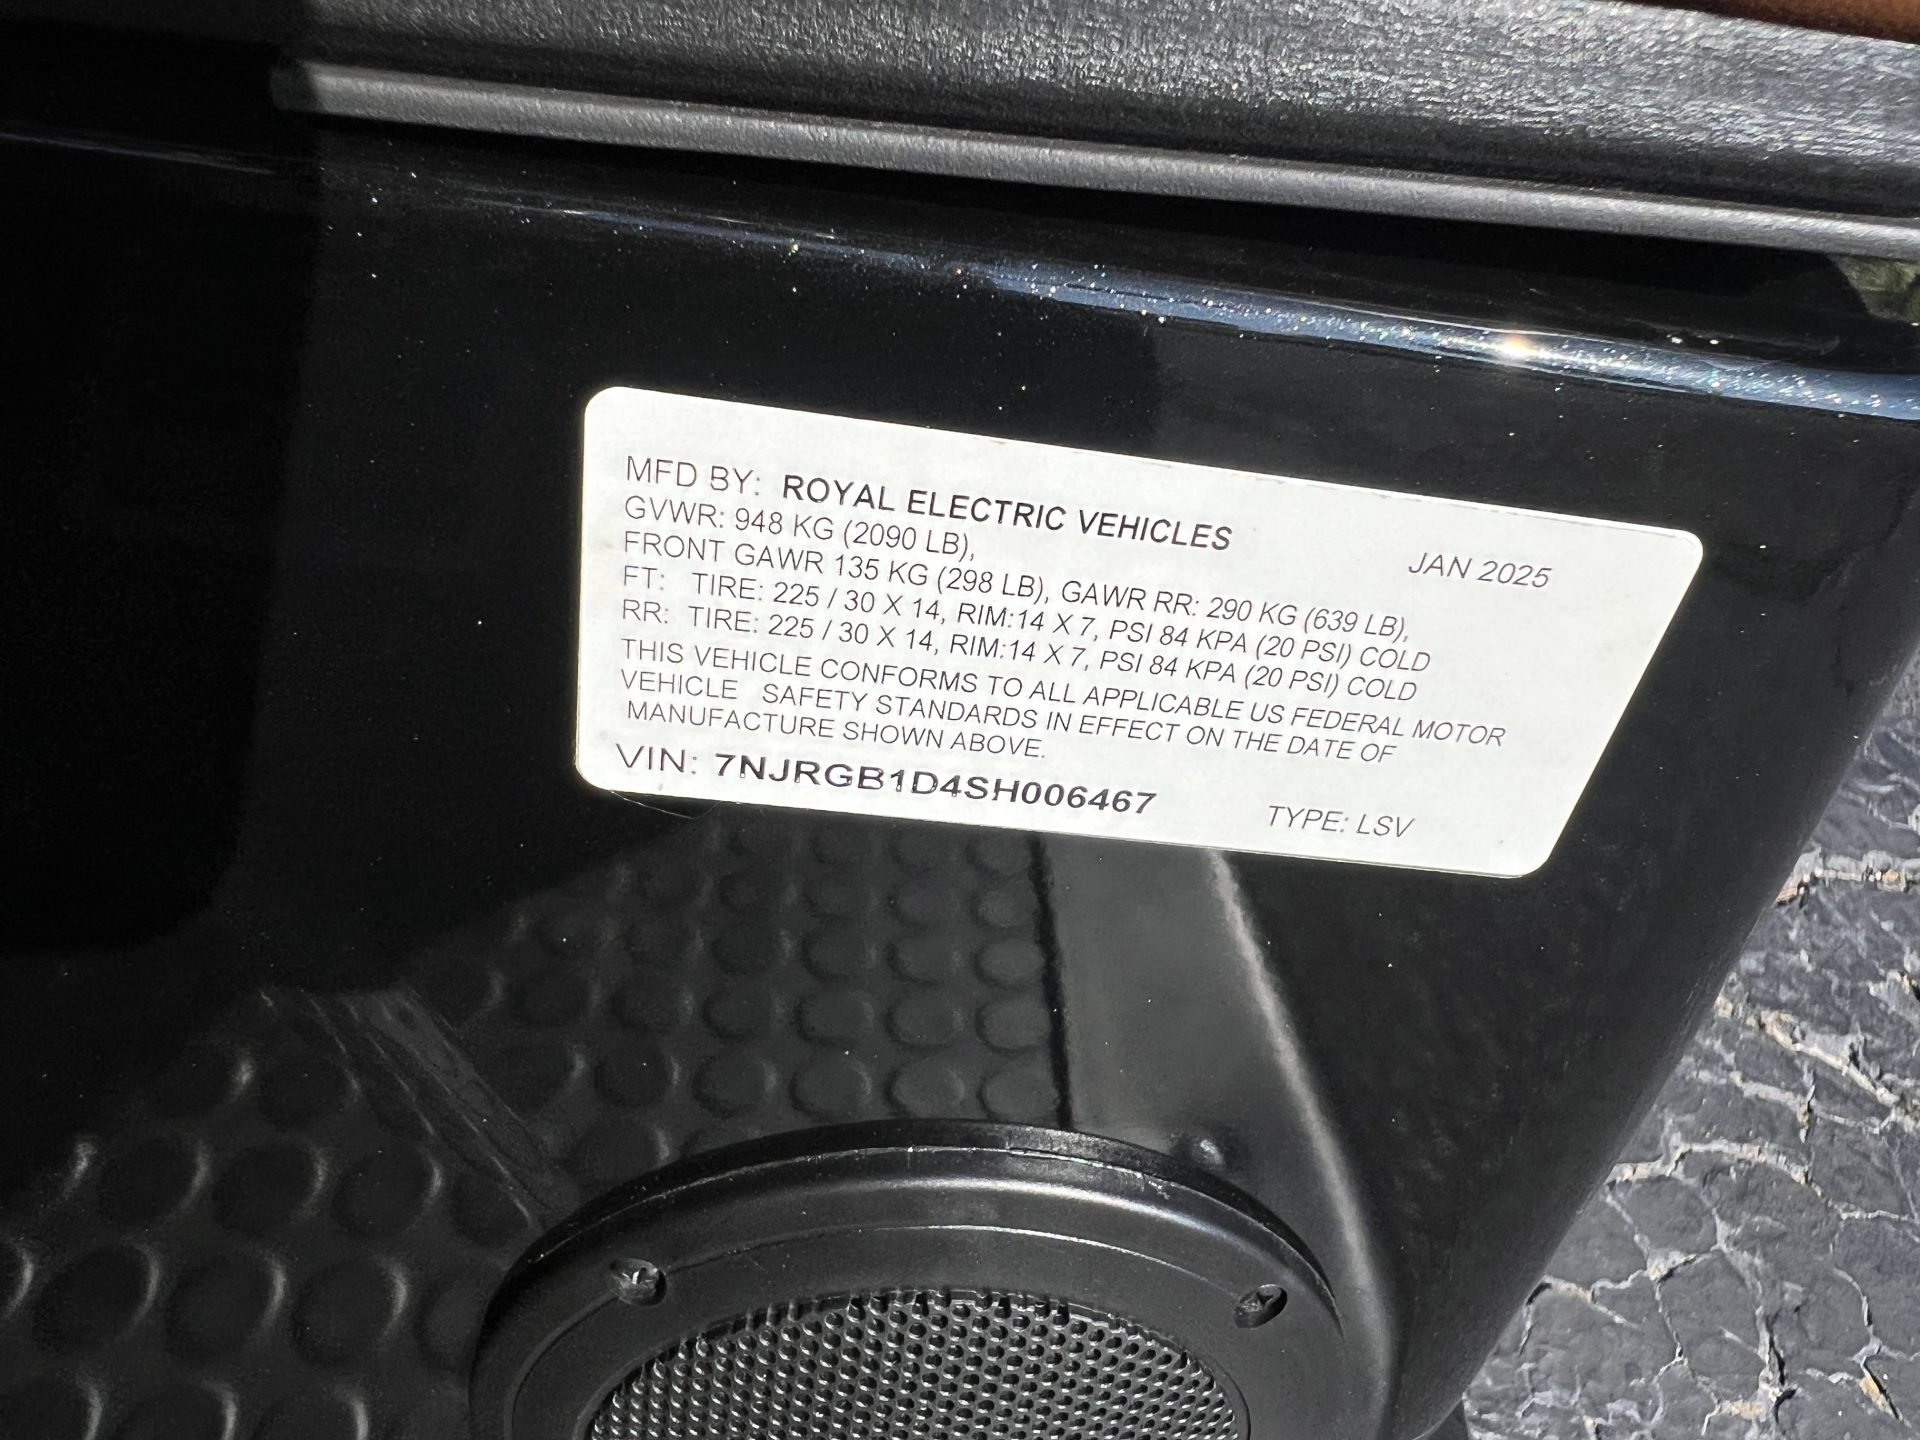 MFD BY: ROYAL ELECTRIC VEHICLES
JAN 2025
GVWR: 948 KG (2090 LB),
FRONT GAWR 135 KG (298 LB), GAWR RR: 290 KG (639 LB),
FT: TIRE: 225 / 30 X 14, RIM:14 X 7, PSI 84 KPA (20 PSI) COLD
RR: TIRE: 225 / 30 X 14, RIM:14 X 7, PSI 84 KPA (20 PSI) COLD
THIS VEHICLE CONFORMS TO ALL APPLICABLE US FEDERAL MOTOR
VEHICLE SAFETY STANDARDS IN EFFECT ON THE DATE OF
MANUFACTURE SHOWN ABOVE.
VIN: 7NJRGB1D4SH006467
TYPE: LSV